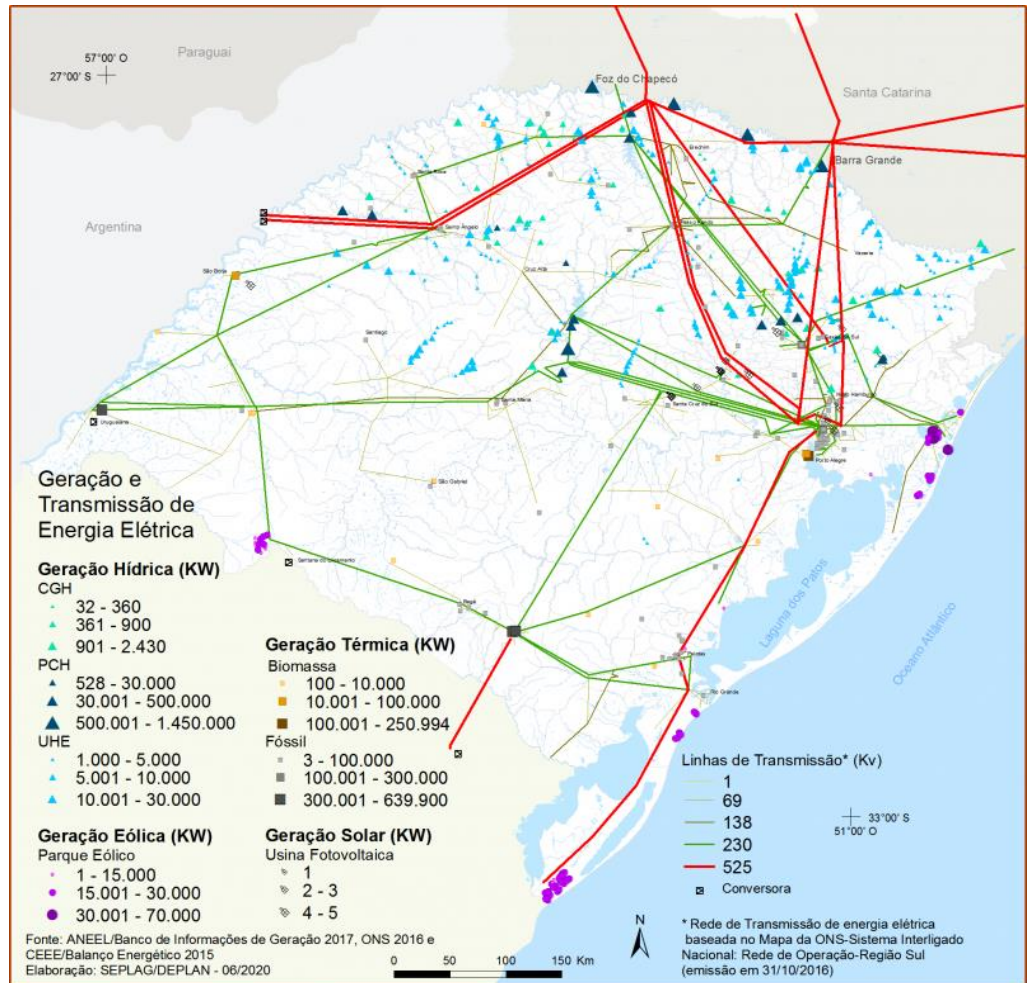 Paraguai
57°00' O
27°00' S
Foz do Chapecó
Santa Catarina
Erechim
Barra Grande
Santa Rosa
Argentina
Santo Ângelo
Passo Fundo
Vacaria
São Borja
Cruz Alta
Santiago
Caxias do Sul
Santa Maria
Santa Cruz do Sul
Novo Hamburgo
Uruguaiana
Porto Alegre
São Gabriel
Santana do Livramento
Bagé
Laguna dos Patos
Oceano Atlântico
Pelotas
Rio Grande
Geração e
Transmissão de
Energia Elétrica
Geração Hídrica (KW)
CGH
32 - 360
361 - 900
901 - 2.430
PCH
528 - 30.000
30.001 - 500.000
500.001 - 1.450.000
UHE
1.000 - 5.000
5.001 - 10.000
10.001 - 30.000
Geração Eólica (KW)
Parque Eólico
1 - 15.000
15.001 - 30.000
30.001 - 70.000
Geração Térmica (KW)
Biomassa
100 - 10.000
10.001 - 100.000
100.001 - 250.994
Fóssil
3 - 100.000
100.001 - 300.000
300.001 - 639.900
Geração Solar (KW)
Usina Fotovoltaica
1
2 - 3
4 - 5
Linhas de Transmissão* (Kv)
1
69
138
230
525
Conversora
33°00' S
51°00' O
Fonte: ANEEL/Banco de Informações de Geração 2017, ONS 2016 e
CEEE/Balanço Energético 2015
Elaboração: SEPLAG/DEPLAN - 06/2020
0 50 100 150 Km
N
* Rede de Transmissão de energia elétrica
baseada no Mapa da ONS-Sistema Interligado
Nacional: Rede de Operação-Região Sul
(emissão em 31/10/2016)